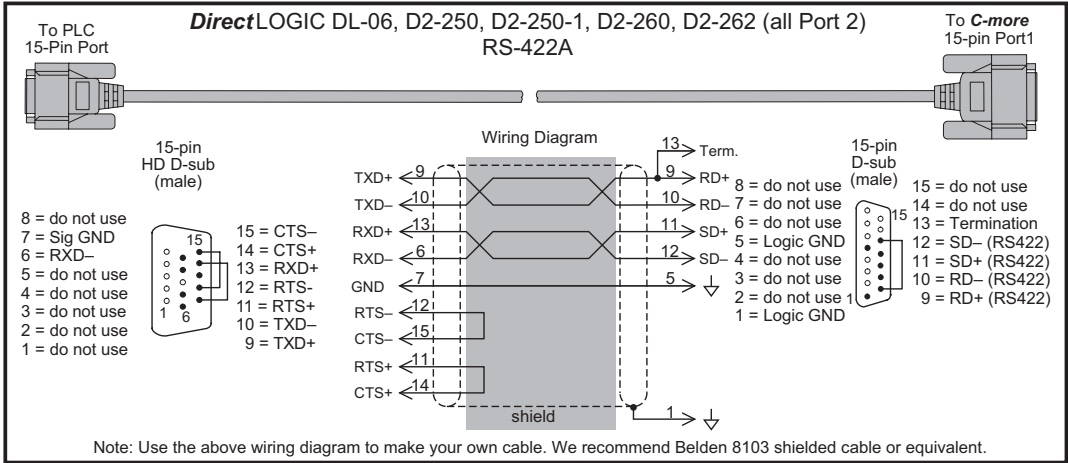 DirectLOGIC DL-06, D2-250, D2-250-1, D2-260, D2-262 (all Port 2)
RS-422A
To PLC
15-Pin Port
To C-more
15-pin Port1
Wiring Diagram
15-pin
HD D-sub
(male)
8 = do not use
7 = Sig GND
6 = RXD–
5 = do not use
4 = do not use
3 = do not use
2 = do not use
1 = do not use
15
1
6
15 = CTS–
14 = CTS+
13 = RXD+
12 = RTS-
11 = RTS+
10 = TXD–
9 = TXD+
TXD+ 9
TXD– 10
RXD+ 13
RXD– 6
GND 7
RTS– 12
CTS– 15
RTS+ 11
CTS+ 14
shield
13 Term.
9 RD+
10 RD–
11 SD+
12 SD–
5
1
15-pin
D-sub
(male)
8 = do not use
7 = do not use
6 = do not use
5 = Logic GND
4 = do not use
3 = do not use
2 = do not use
1 = Logic GND
15
1
15 = do not use
14 = do not use
13 = Termination
12 = SD– (RS422)
11 = SD+ (RS422)
10 = RD– (RS422)
9 = RD+ (RS422)
Note: Use the above wiring diagram to make your own cable. We recommend Belden 8103 shielded cable or equivalent.